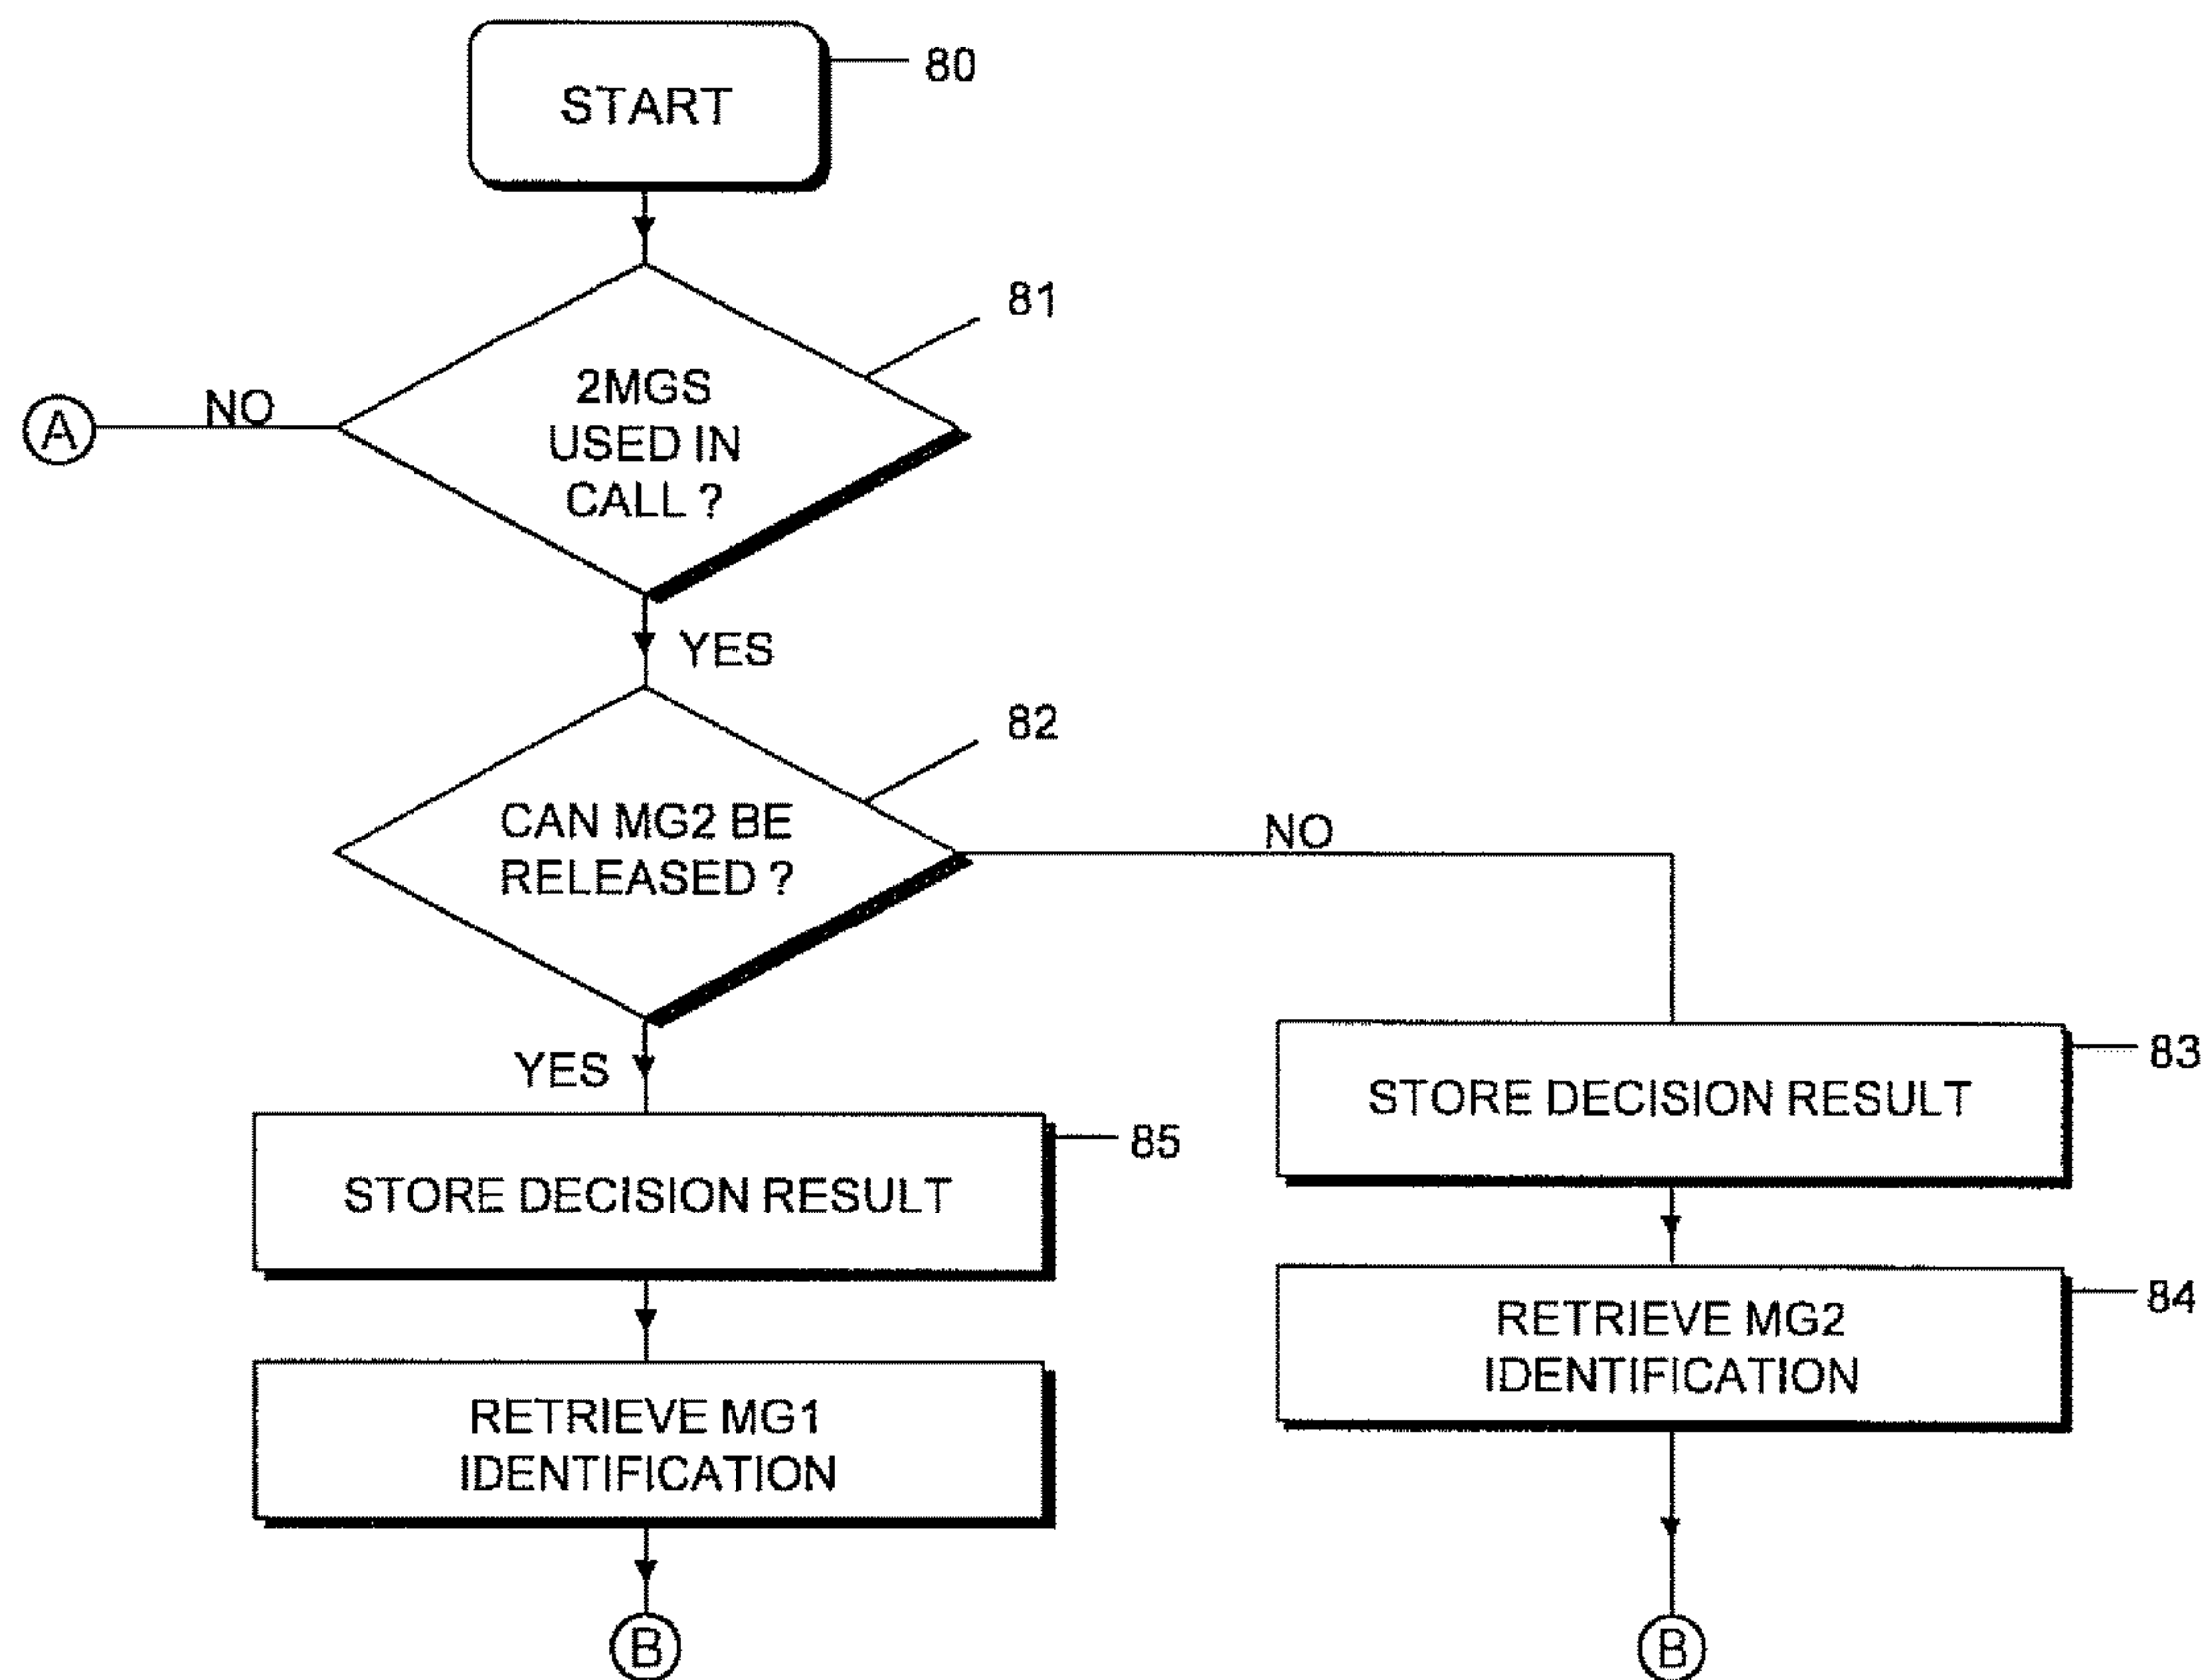 START
80
81
2MGS
USED IN
CALL ?
A
NO
YES
82
CAN MG2 BE
RELEASED ?
NO
YES
83
STORE DECISION RESULT
85
STORE DECISION RESULT
84
RETRIEVE MG2
IDENTIFICATION
RETRIEVE MG1
IDENTIFICATION
B
B